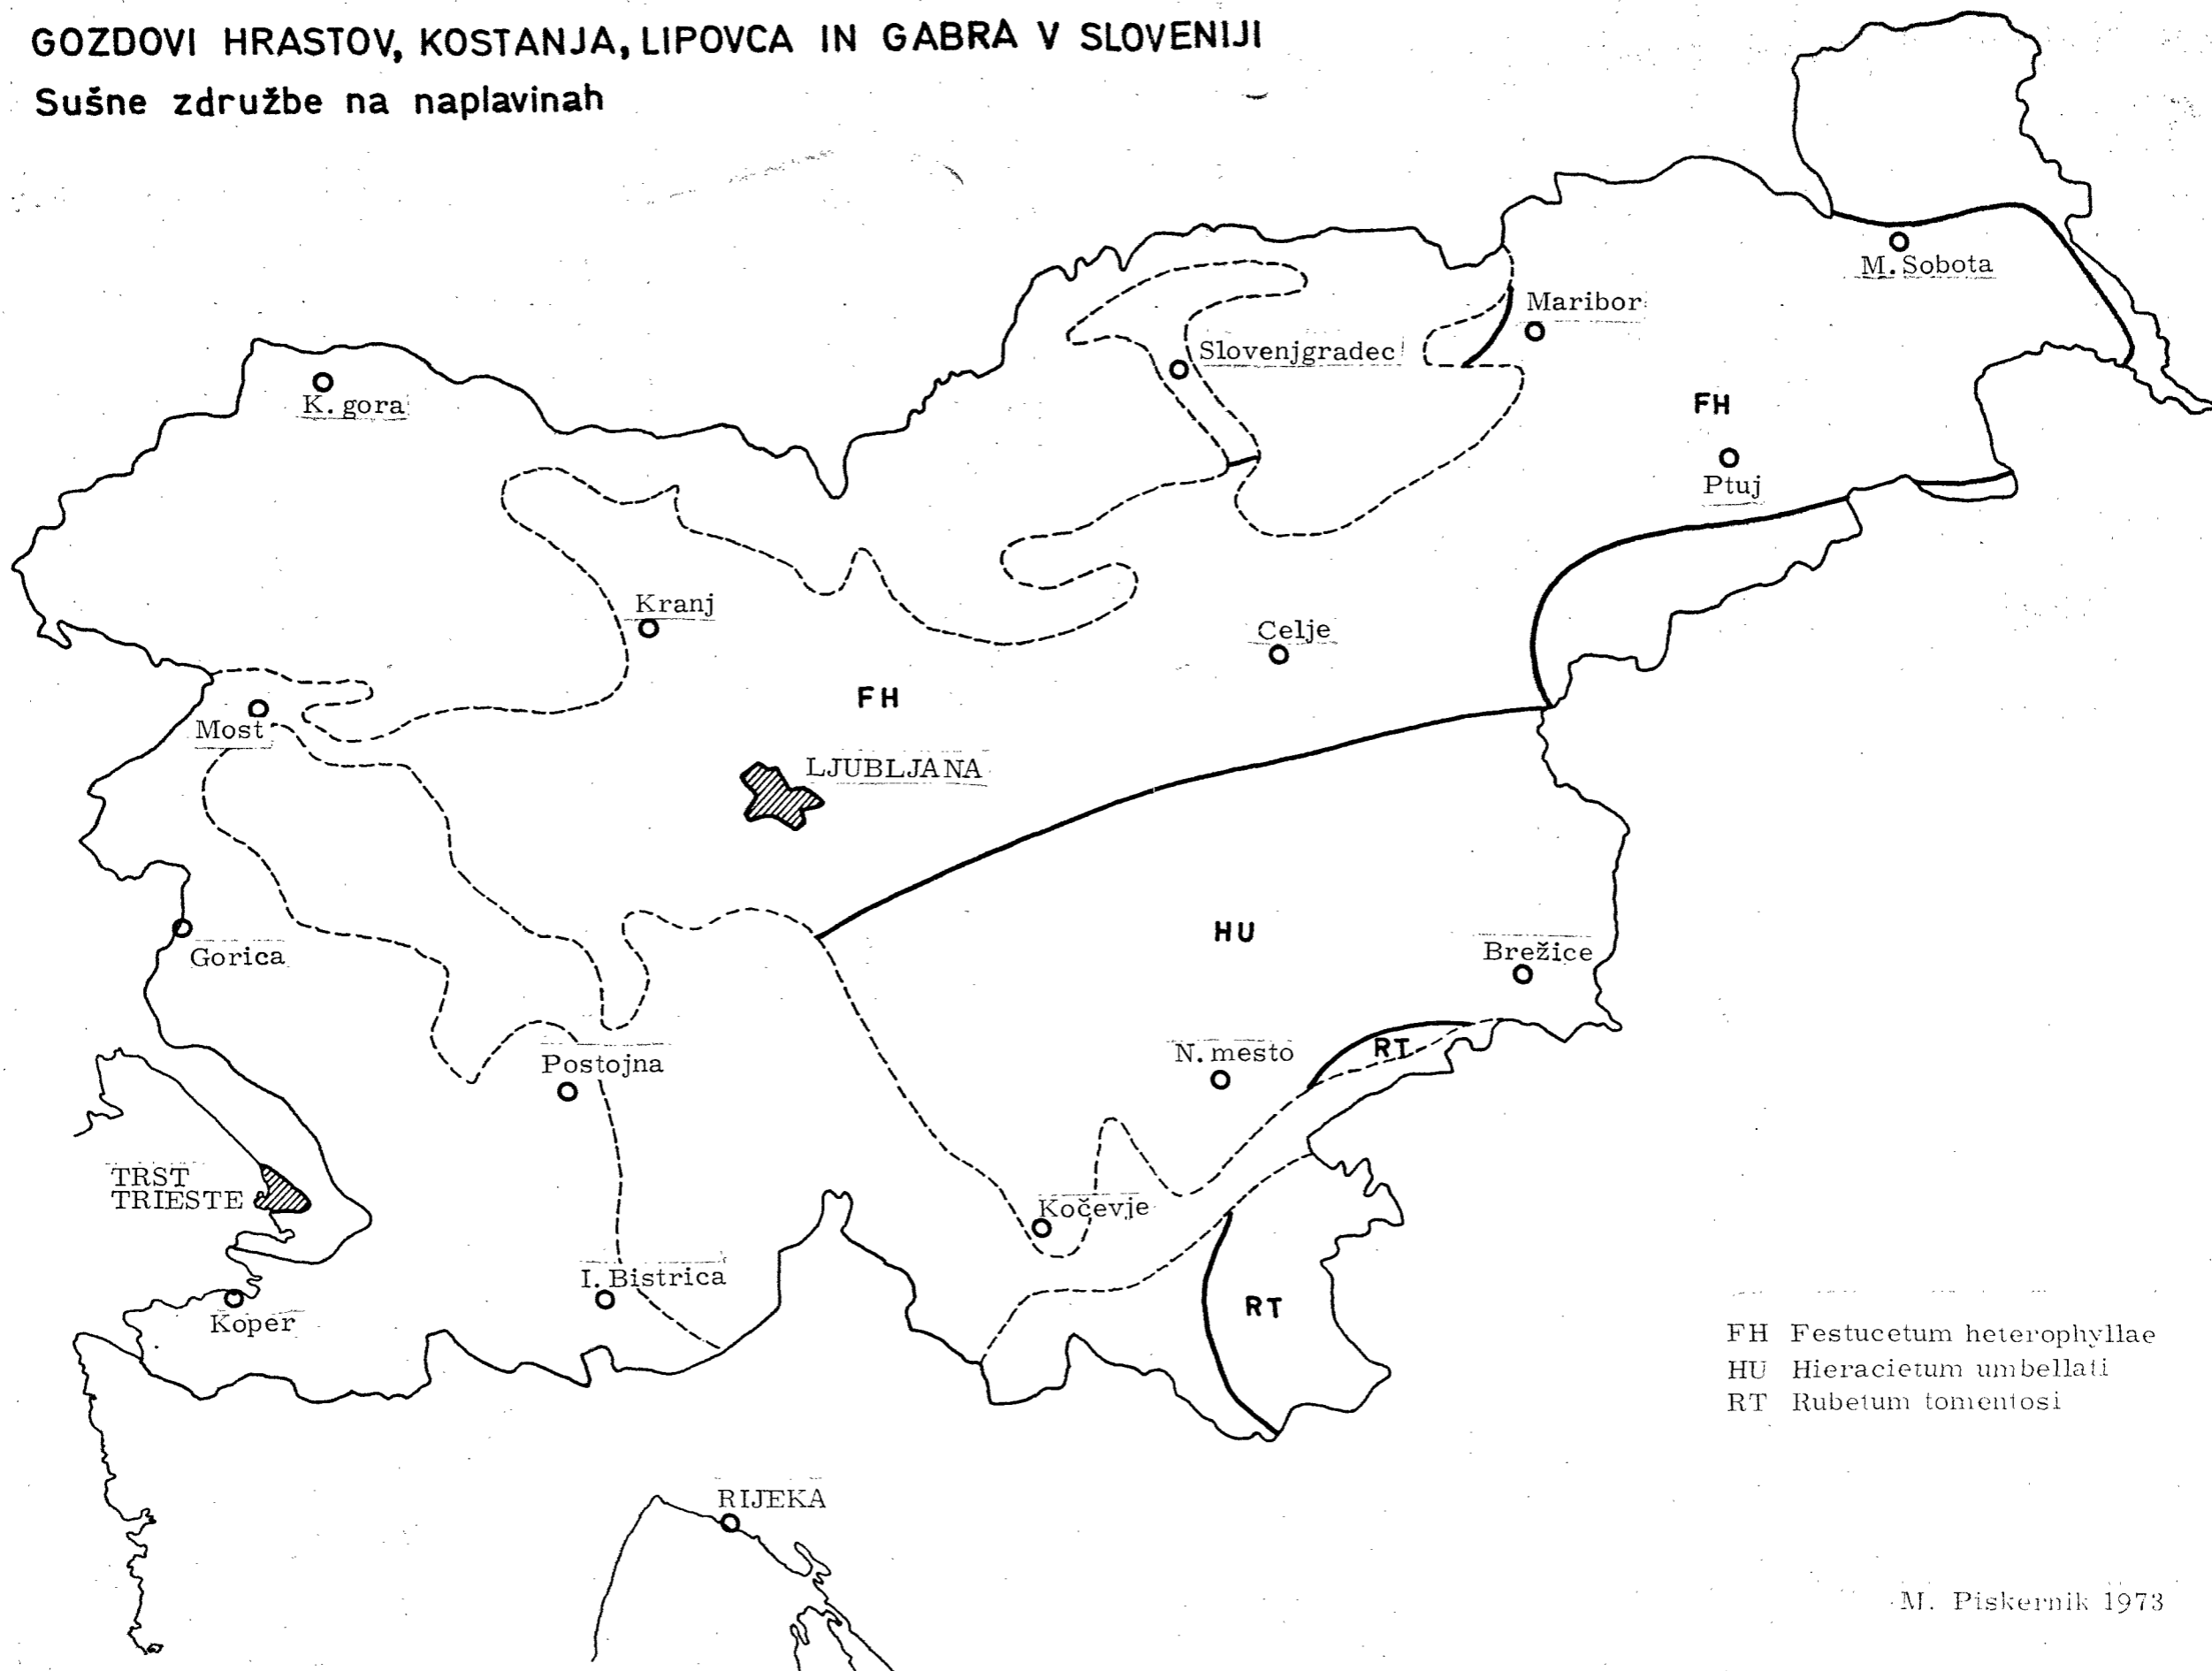 GOZDOVI HRASTOV, KOSTANJA, LIPOVCA IN GABRA V SLOVENIJI
Sušne združbe na naplavinah
M. Sobota
Maribor
Slovenjgradec
K. gora
FH
Ptuj
Kranj
Celje
FH
Most
LJUBLJANA
HU
Brežice
Gorica
N. mesto
RT
Postojna
TRST
TRIESTE
Kočevje
I. Bistrica
RT
Koper
FH Festucetum heterophyllae
HU Hieracietum umbellati
RT Rubetum tomentosi
RIJEKA
M. Piskernik 1973